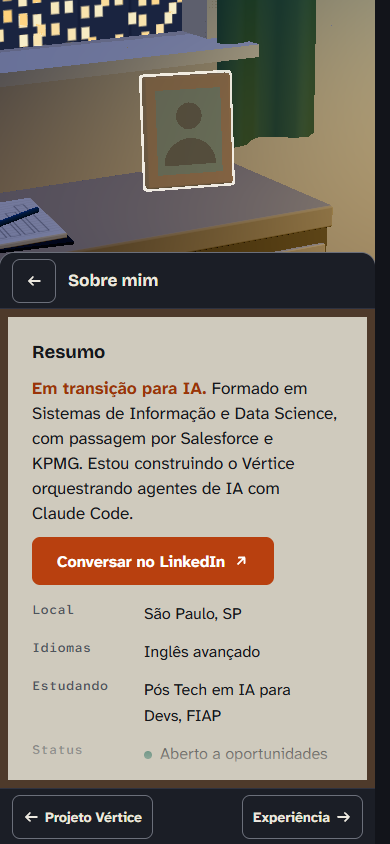 ← Sobre mim
Resumo
Em transição para IA. Formado em
Sistemas de Informação e Data Science,
com passagem por Salesforce e
KPMG. Estou construindo o Vértice
orquestrando agentes de IA com
Claude Code.
Conversar no LinkedIn ↗
Local São Paulo, SP
Idiomas Inglês avançado
Estudando Pós Tech em IA para
Devs, FIAP
Status Aberto a oportunidades
← Projeto Vértice Experiência →